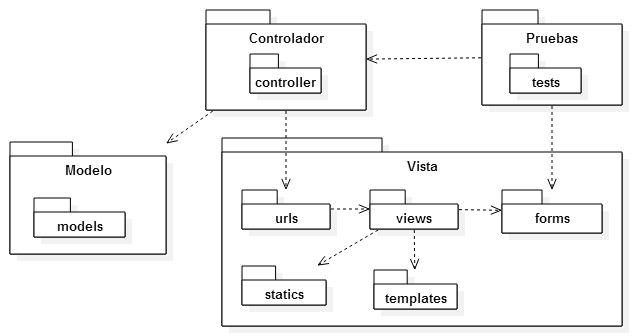 Controlador
controller
Pruebas
tests
Modelo
models
Vista
urls
views
forms
statics
templates